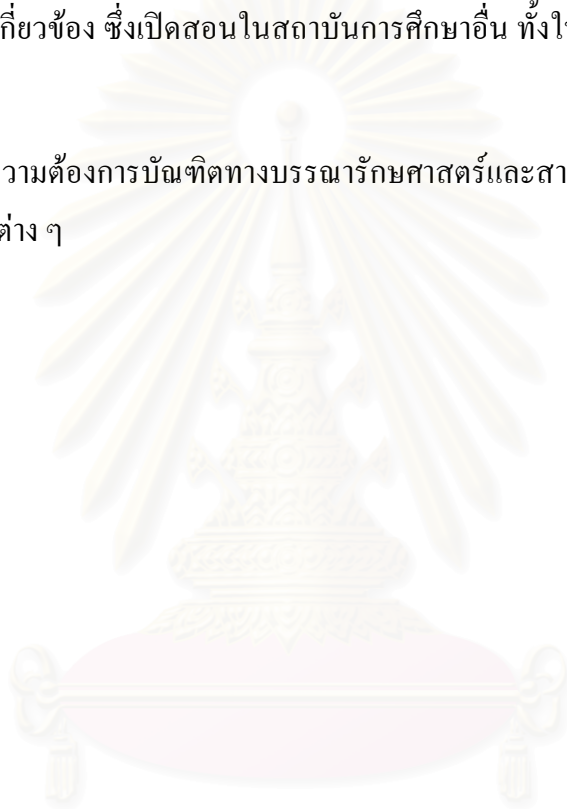 กี่ยวข้อง ซึ่งเปิดสอนในสถาบันการศึกษาอื่น ทั้งใ
วามต้องการบัณฑิตทางบรรณารักษศาสตร์และสา
ต่าง ๆ